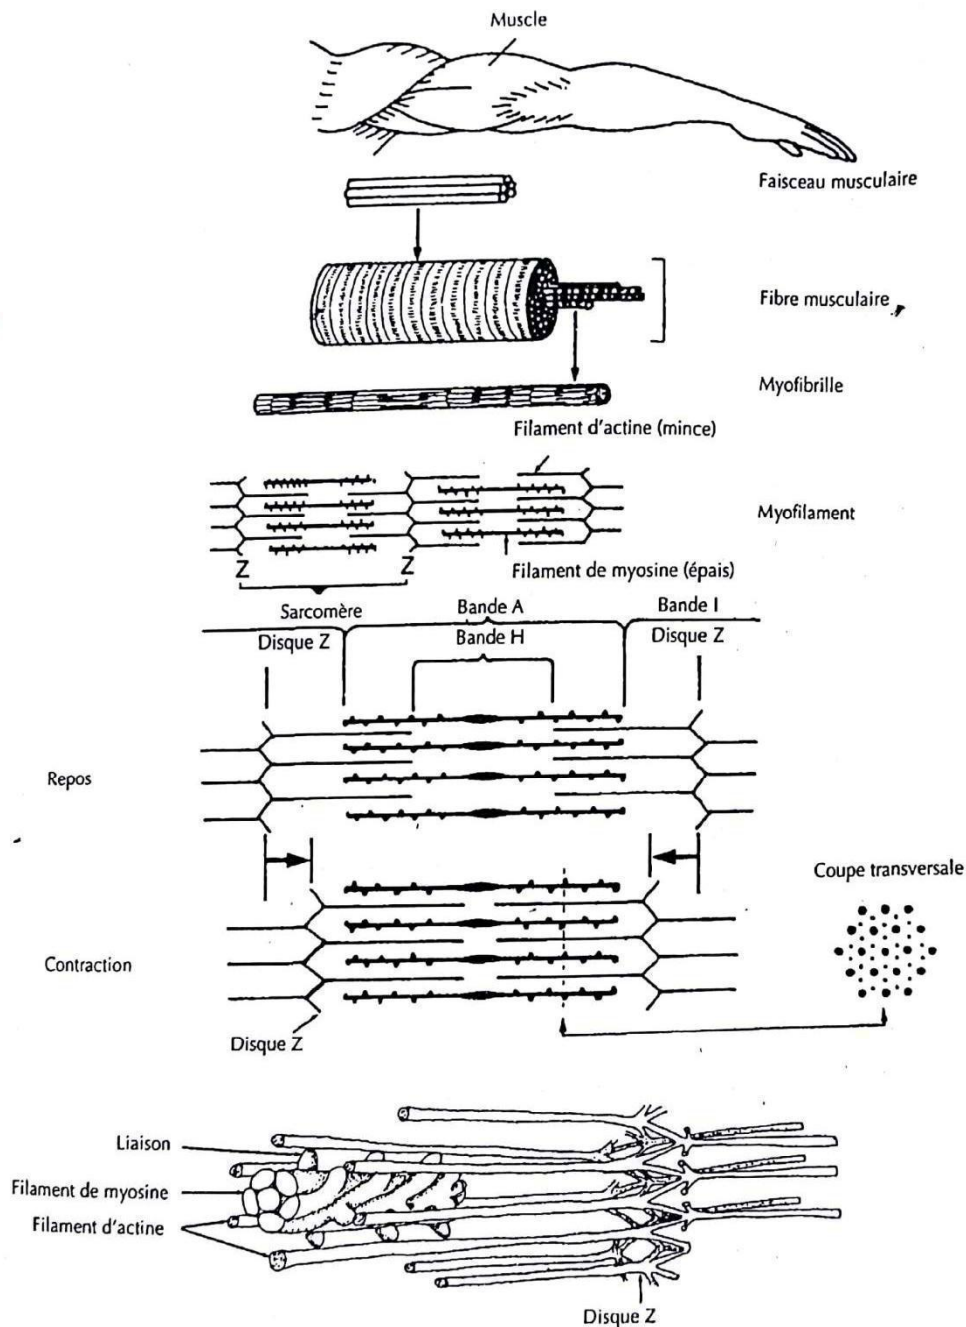 Muscle
Faisceau musculaire
Fibre musculaire
Myofibrille
Filament d'actine (mince)
Myofilament
Z
Z
Filament de myosine (épais)
Sarcomère
Bande A
Bande I
Disque Z
Bande H
Disque Z
Repos
Coupe transversale
Contraction
Disque Z
Liaison
Filament de myosine
Filament d'actine
Disque Z